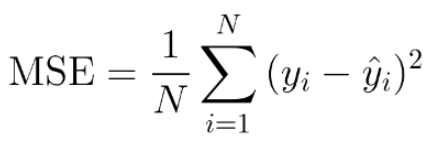 MSE = \frac{1}{N} \sum_{i=1}^{N} (y_i - \hat{y}_i)^2